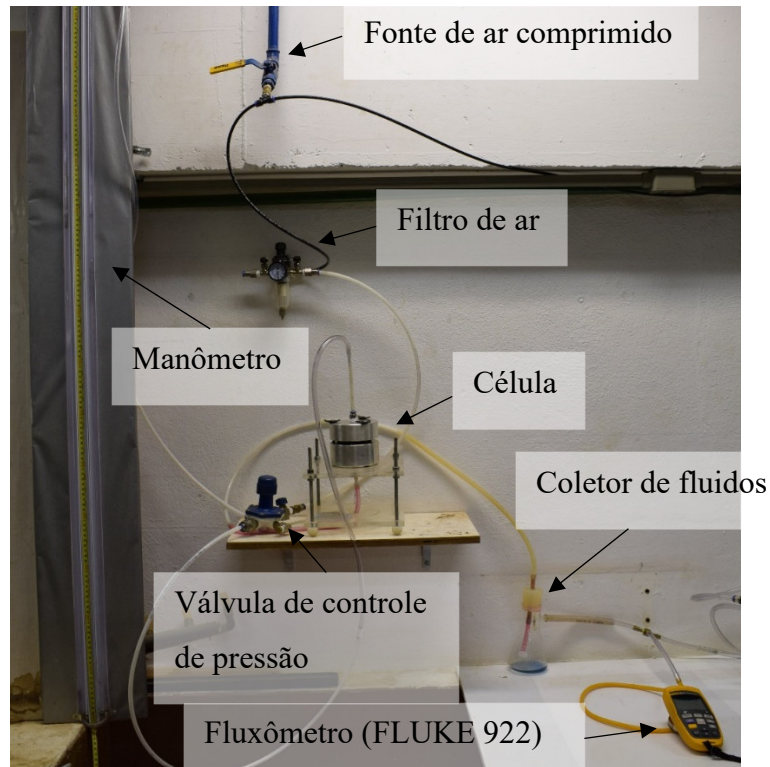 Fonte de ar comprimido
Filtro de ar
Manômetro
Célula
Coletor de fluidos
Válvula de controle
de pressão
Fluxômetro (FLUKE 922)